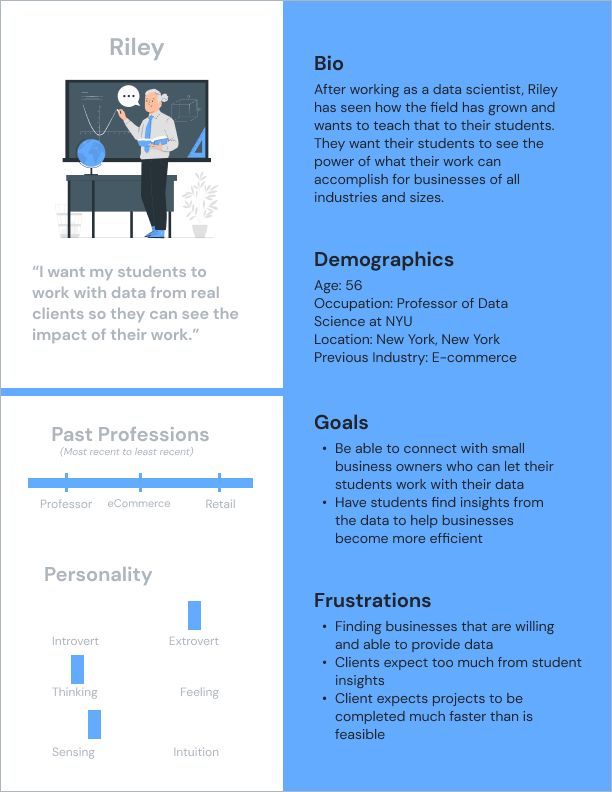 Riley
“I want my students to
work with data from real
clients so they can see the
impact of their work.”
Past Professions
(Most recent to least recent)
Professor eCommerce Retail
Personality
Introvert Extrovert
Thinking Feeling
Sensing Intuition
Bio
After working as a data scientist, Riley
has seen how the field has grown and
wants to teach that to their students.
They want their students to see the
power of what their work can
accomplish for businesses of all
industries and sizes.
Demographics
Age: 56
Occupation: Professor of Data
Science at NYU
Location: New York, New York
Previous Industry: E-commerce
Goals
• Be able to connect with small
business owners who can let their
students work with their data
• Have students find insights from
the data to help businesses
become more efficient
Frustrations
• Finding businesses that are willing
and able to provide data
• Clients expect too much from student
insights
• Client expects projects to be
completed much faster than is
feasible